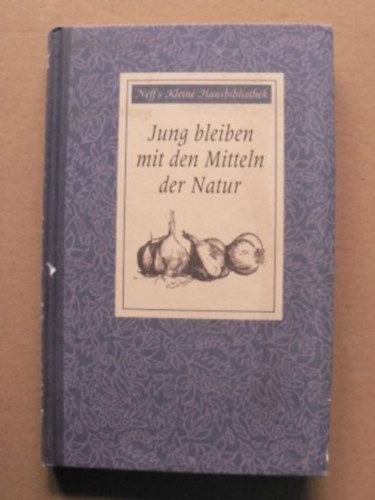 Neff's Kleine Hausbibliothek
Jung bleiben
mit den Mitteln
der Natur